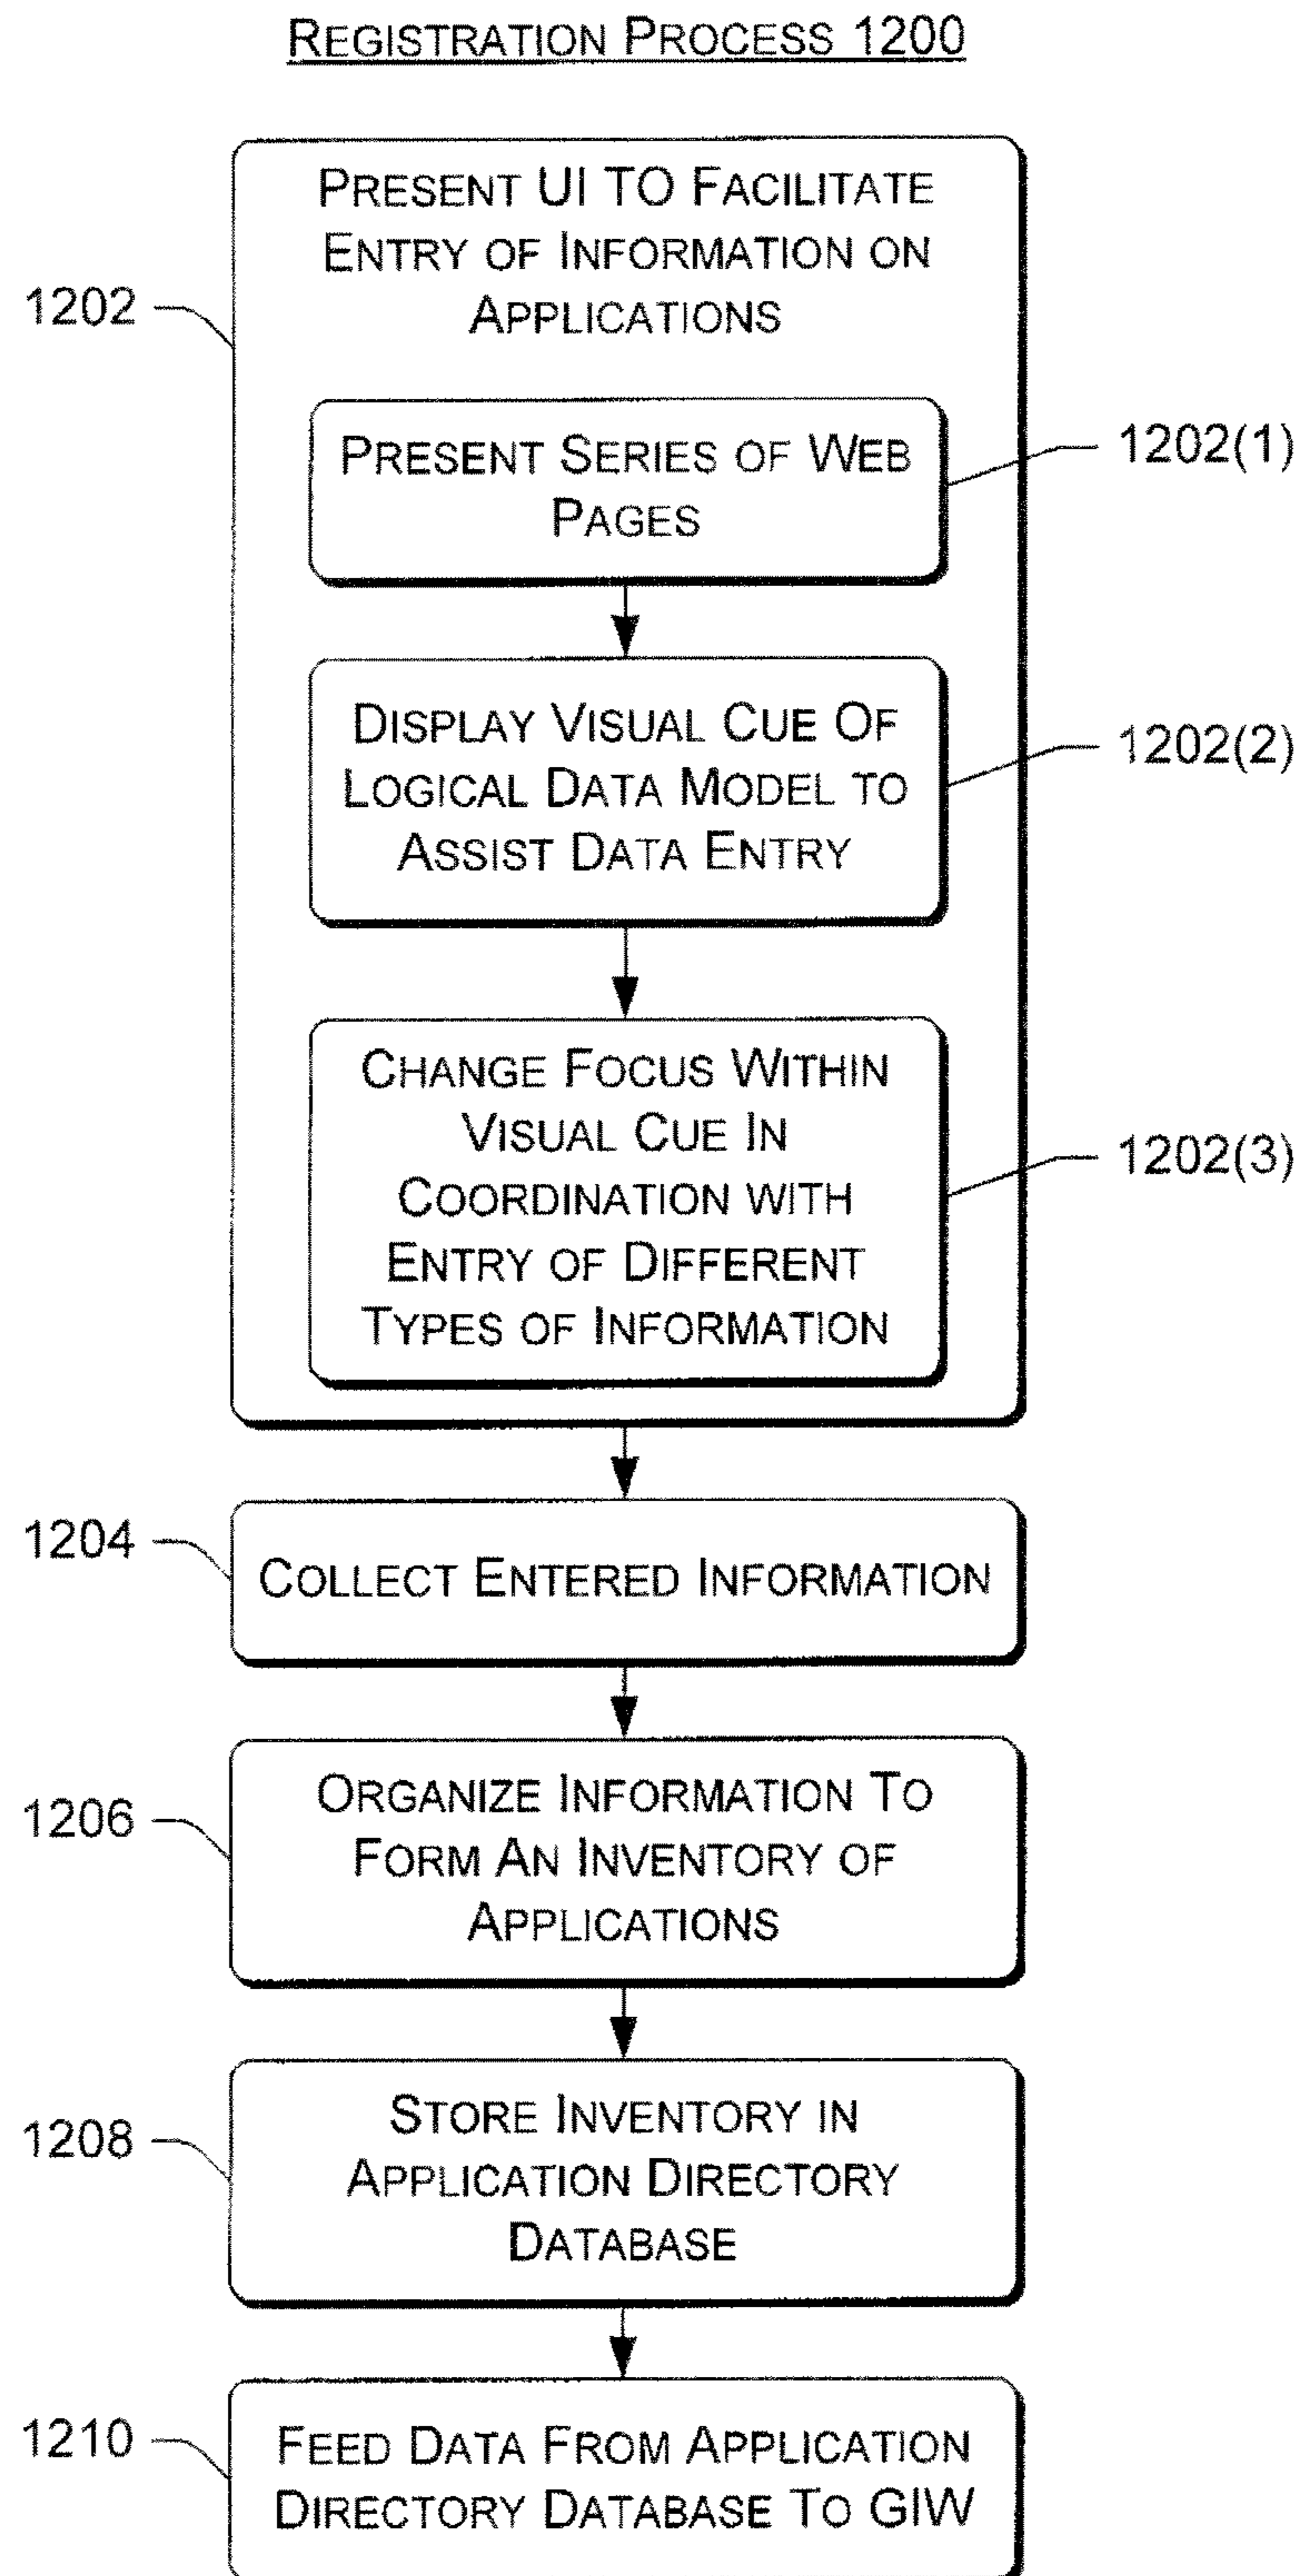 REGISTRATION PROCESS 1200
PRESENT UI TO FACILITATE
ENTRY OF INFORMATION ON
APPLICATIONS
1202
PRESENT SERIES OF WEB
PAGES
1202(1)
DISPLAY VISUAL CUE OF
LOGICAL DATA MODEL TO
ASSIST DATA ENTRY
1202(2)
CHANGE FOCUS WITHIN
VISUAL CUE IN
COORDINATION WITH
ENTRY OF DIFFERENT
TYPES OF INFORMATION
1202(3)
1204
COLLECT ENTERED INFORMATION
1206
ORGANIZE INFORMATION TO
FORM AN INVENTORY OF
APPLICATIONS
1208
STORE INVENTORY IN
APPLICATION DIRECTORY
DATABASE
1210
FEED DATA FROM APPLICATION
DIRECTORY DATABASE TO GIW